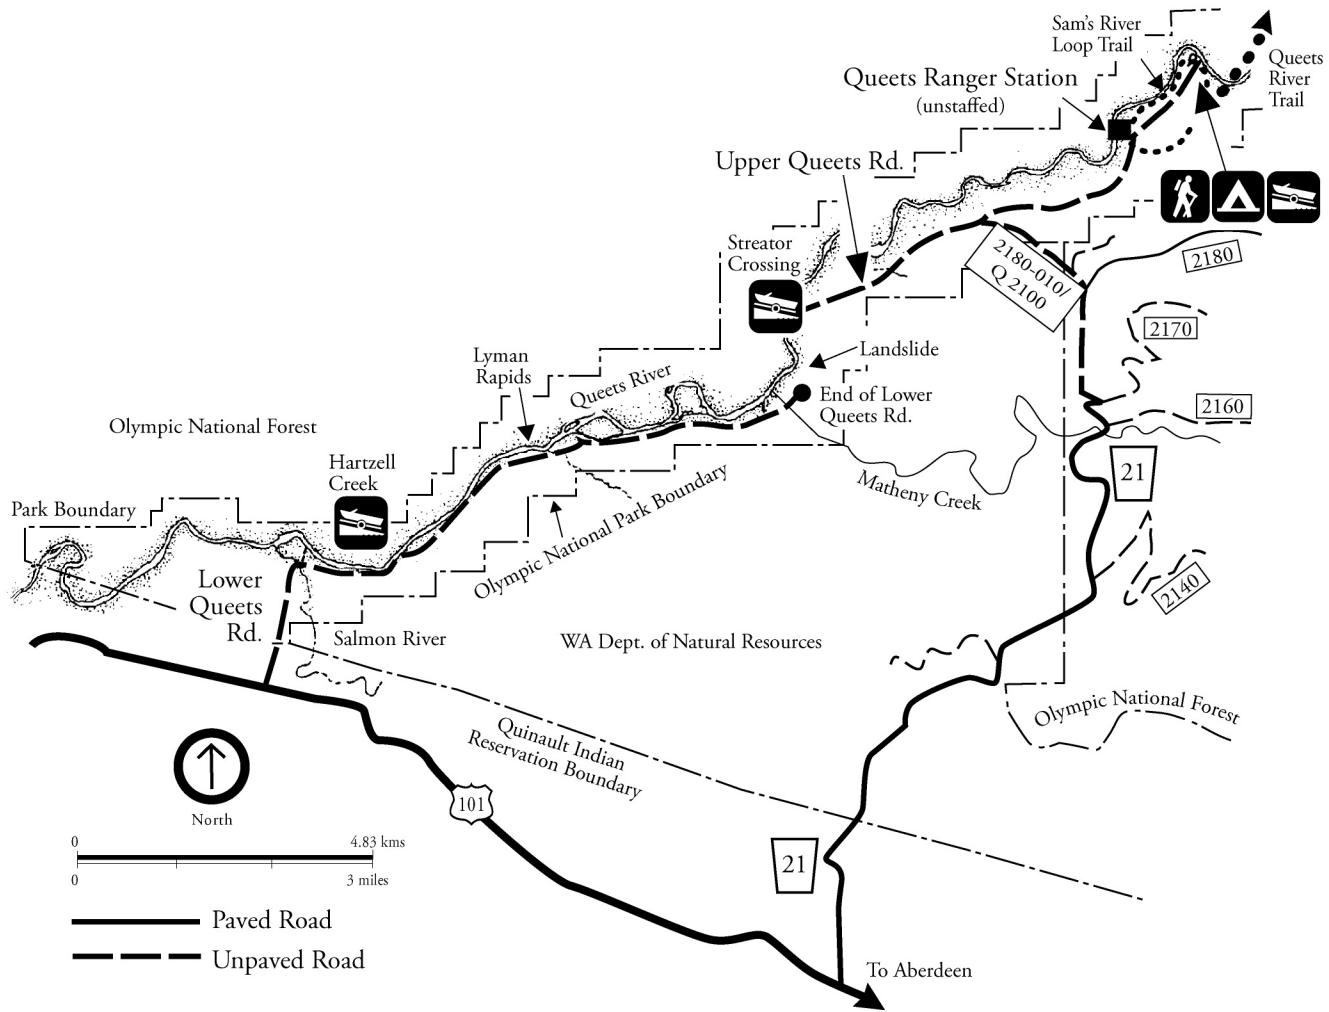 Sam's River
Loop Trail
Queets
River
Trail
Queets Ranger Station
(unstaffed)
Upper Queets Rd.
Streator
Crossing
2180-010/
Q 2100
2180
2170
Landslide
Lyman
Rapids
Queets River
End of Lower
Queets Rd.
2160
Olympic National Forest
Hartzell
Creek
21
Matheny Creek
Park Boundary
Olympic National Park Boundary
Lower
Queets
Rd.
2140
Salmon River
WA Dept. of Natural Resources
Olympic National Forest
Quinault Indian
Reservation Boundary
North
101
0
4.83 kms
0
3 miles
21
Paved Road
Unpaved Road
To Aberdeen